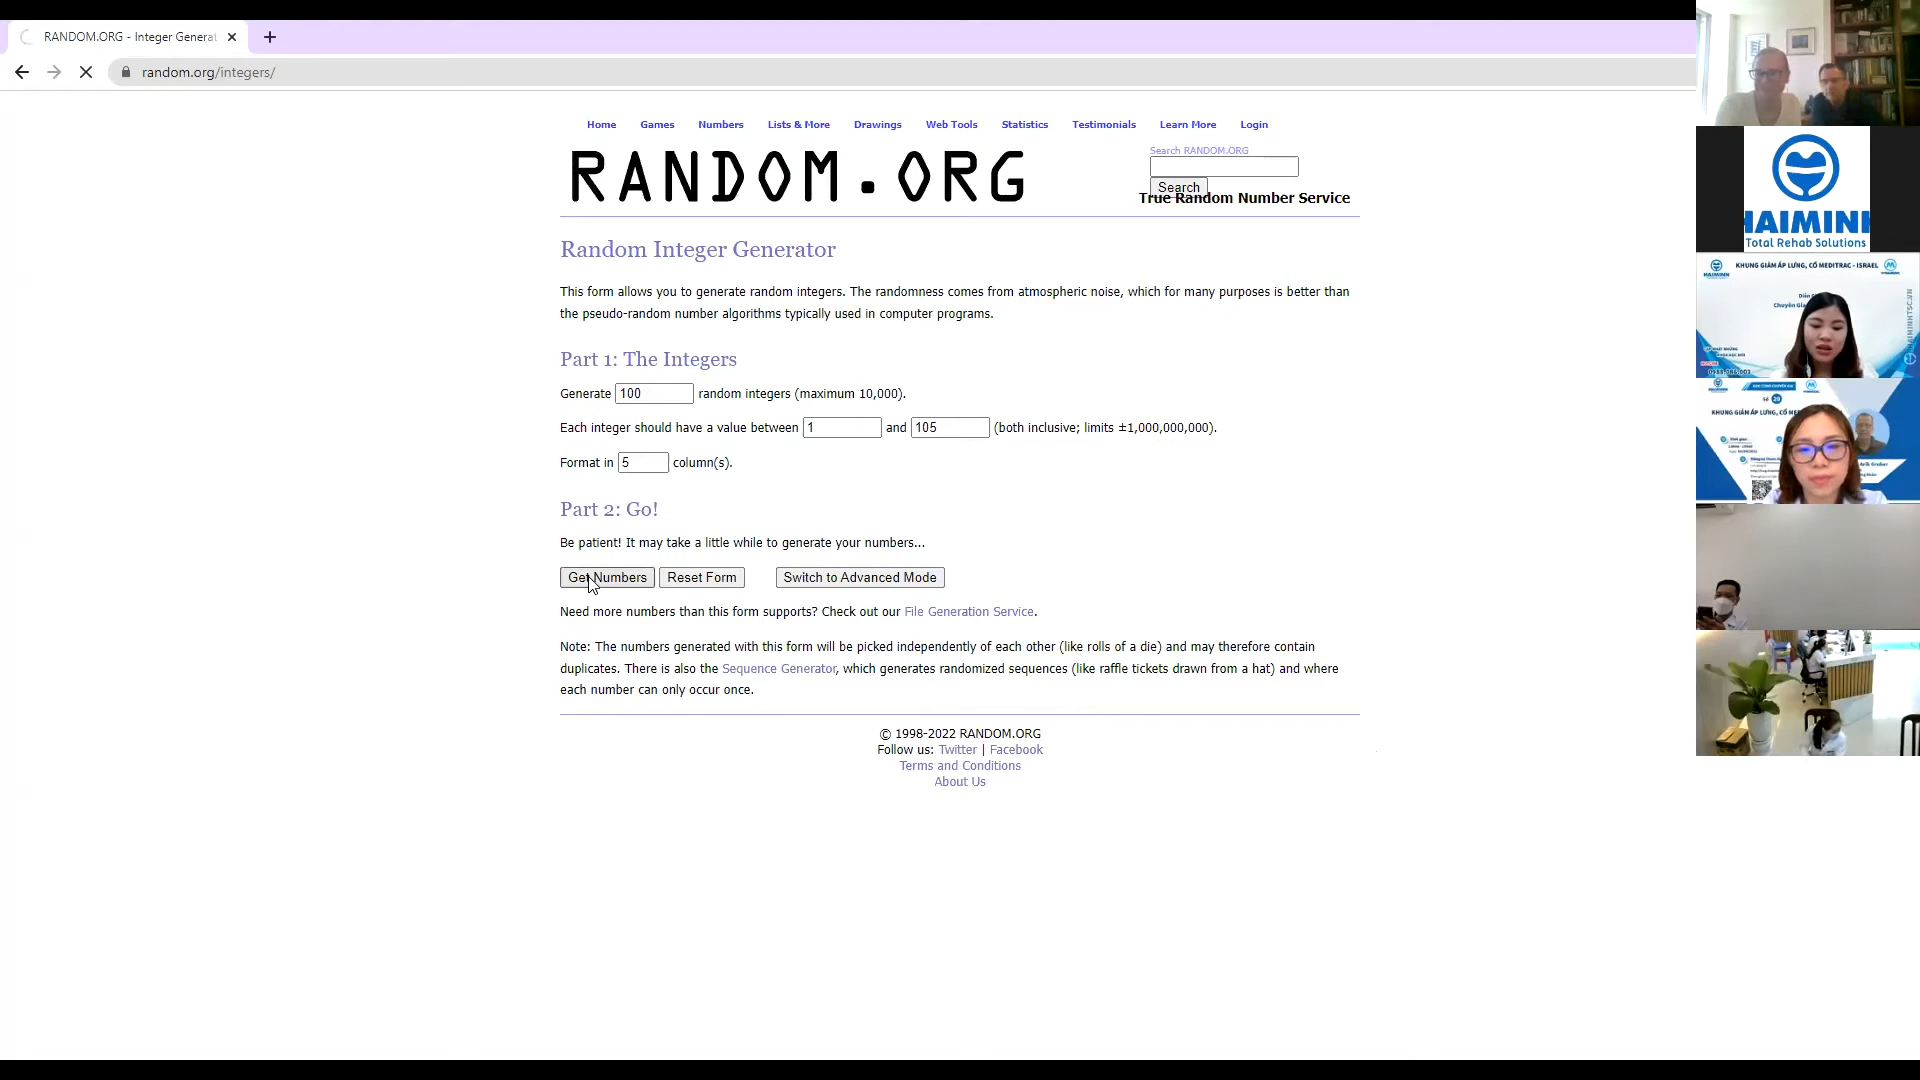 RANDOM.ORG - Integer Generat
random.org/integers/
Home Games Numbers Lists & More Drawings Web Tools Statistics Testimonials Learn More Login
RANDOM.ORG
Search RANDOM.ORG
Search
True Random Number Service
Random Integer Generator
This form allows you to generate random integers. The randomness comes from atmospheric noise, which for many purposes is better than
the pseudo-random number algorithms typically used in computer programs.
Part 1: The Integers
Generate 100 random integers (maximum 10,000).
Each integer should have a value between 1 and 105 (both inclusive; limits ±1,000,000,000).
Format in 5 column(s).
Part 2: Go!
Be patient! It may take a little while to generate your numbers...
Get Numbers Reset Form Switch to Advanced Mode
Need more numbers than this form supports? Check out our File Generation Service.
Note: The numbers generated with this form will be picked independently of each other (like rolls of a die) and may therefore contain
duplicates. There is also the Sequence Generator, which generates randomized sequences (like raffle tickets drawn from a hat) and where
each number can only occur once.
© 1998-2022 RANDOM.ORG
Follow us: Twitter | Facebook
Terms and Conditions
About Us
HAIMINH
Total Rehab Solutions
KHUNG GIẢM ÁP LƯNG, CỔ MEDITRAC - ISRAEL
HAIMINHTSC.VN